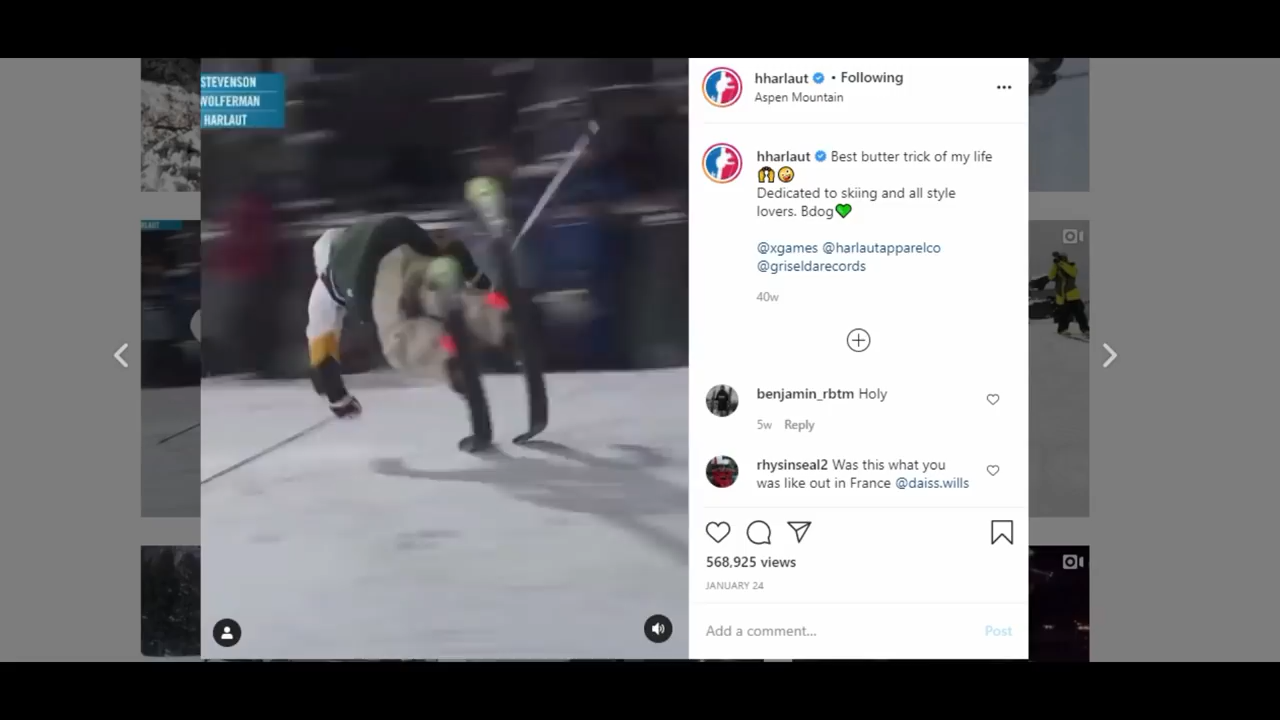 STEVENSON
WOLFERMAN
HARLAUT
hharlaut • Following
Aspen Mountain
hharlaut Best butter trick of my life
🙌🤪
Dedicated to skiing and all style
lovers. Bdog💚
@xgames @harlautapparelco
@griseldarecords
40w
benjamin_rbtm Holy
5w Reply
rhysinseal2 Was this what you
was like out in France @daiss.wills
568,925 views
JANUARY 24
Add a comment... Post